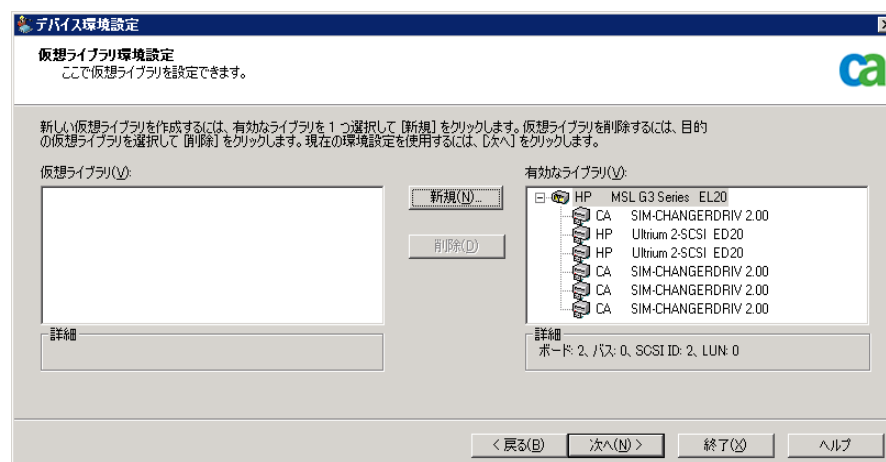 デバイス環境設定
仮想ライブラリ環境設定
ここで仮想ライブラリを設定できます。
ca
新しい仮想ライブラリを作成するには、有効なライブラリを 1 つ選択して [新規] をクリックします。仮想ライブラリを削除するには、目的
の仮想ライブラリを選択して [削除] をクリックします。現在の環境設定を使用するには、[次へ] をクリックします。
仮想ライブラリ(V):
有効なライブラリ(V):
新規(N)...
削除(D)
HP MSL G3 Series EL20
CA SIM-CHANGERDRIV 2.00
HP Ultrium 2-SCSI ED20
HP Ultrium 2-SCSI ED20
CA SIM-CHANGERDRIV 2.00
CA SIM-CHANGERDRIV 2.00
CA SIM-CHANGERDRIV 2.00
詳細
詳細
ボード: 2、バス: 0、SCSI ID: 2、LUN: 0
< 戻る(B)
次へ(N) >
終了(X)
ヘルプ